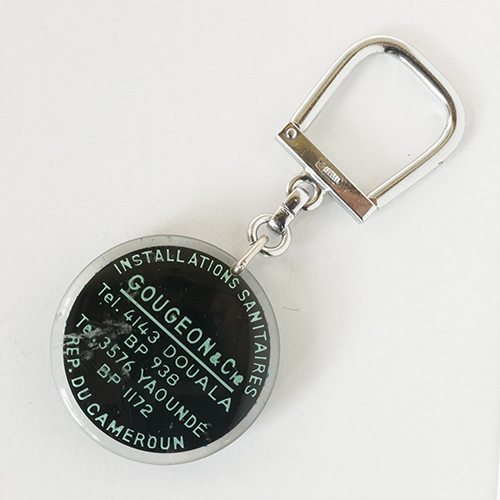 INSTALLATIONS SANITAIRES
GOUGEON & Cie
Tel. 4143 DOUALA
BP 938
Tel. 3576 YAOUNDÉ
BP 1172
REP. DU CAMEROUN